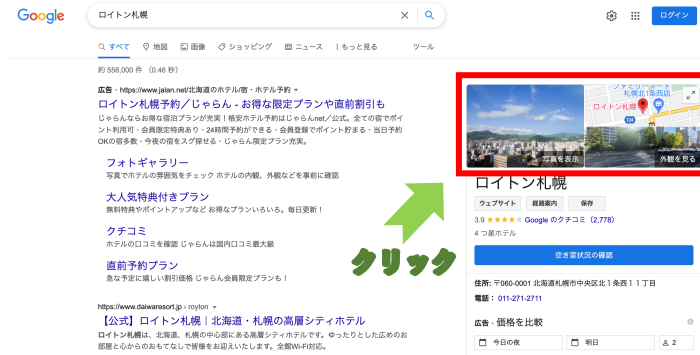 Google
ロイトン札幌
ログイン
すべて
地図
画像
ショッピング
ニュース
もっと見る
ツール
約 556,000 件 （0.46 秒）
広告・https://www.jalan.net/北海道のホテル/宿・ホテル予約
ロイトン札幌予約／じゃらん - お得な限定プランや直前割引も
じゃらんならお得な宿泊プランが充実！格安ホテル予約はじゃらんnet／公式。全ての宿でポイ
ント利用可・会員限定特典あり・24時間予約ができる・会員登録でポイント貯まる・当日予約
OKの宿多数・今夜の宿をスグ探せる・じゃらん限定プラン充実。
フォトギャラリー
写真でホテルの雰囲気をチェック ホテルの内観、外観などを事前に確認
大人気特典付きプラン
無料特典やポイントアップなど お得なプランいろいろ。毎日更新！
クチコミ
ホテルの口コミを確認 じゃらんは国内口コミ最大級
直前予約プラン
急な予定に嬉しい割引価格 じゃらん会員限定プランも！
https://www.daiwaresort.jp › royton
【公式】ロイトン札幌｜北海道・札幌の高層シティホテル
ロイトン札幌は、北海道、札幌の中心部にある高層シティホテルです。ゆったりとした広めのお
部屋と心からのおもてなしで皆様をお迎えいたします。全館Wi-Fi対応。
クリック
ファミリーマート
札幌北1条西店
ロイトン札幌
124
写真を表示
外観を見る
ロイトン札幌
ウェブサイト
経路案内
保存
3.9 ★★★★★ Google のクチコミ（2,778）
4 つ星ホテル
空き室状況の確認
住所: 〒060-0001 北海道札幌市中央区北１条西１１丁目
電話： 011-271-2711
広告・価格を比較
今日の夜
明日
2